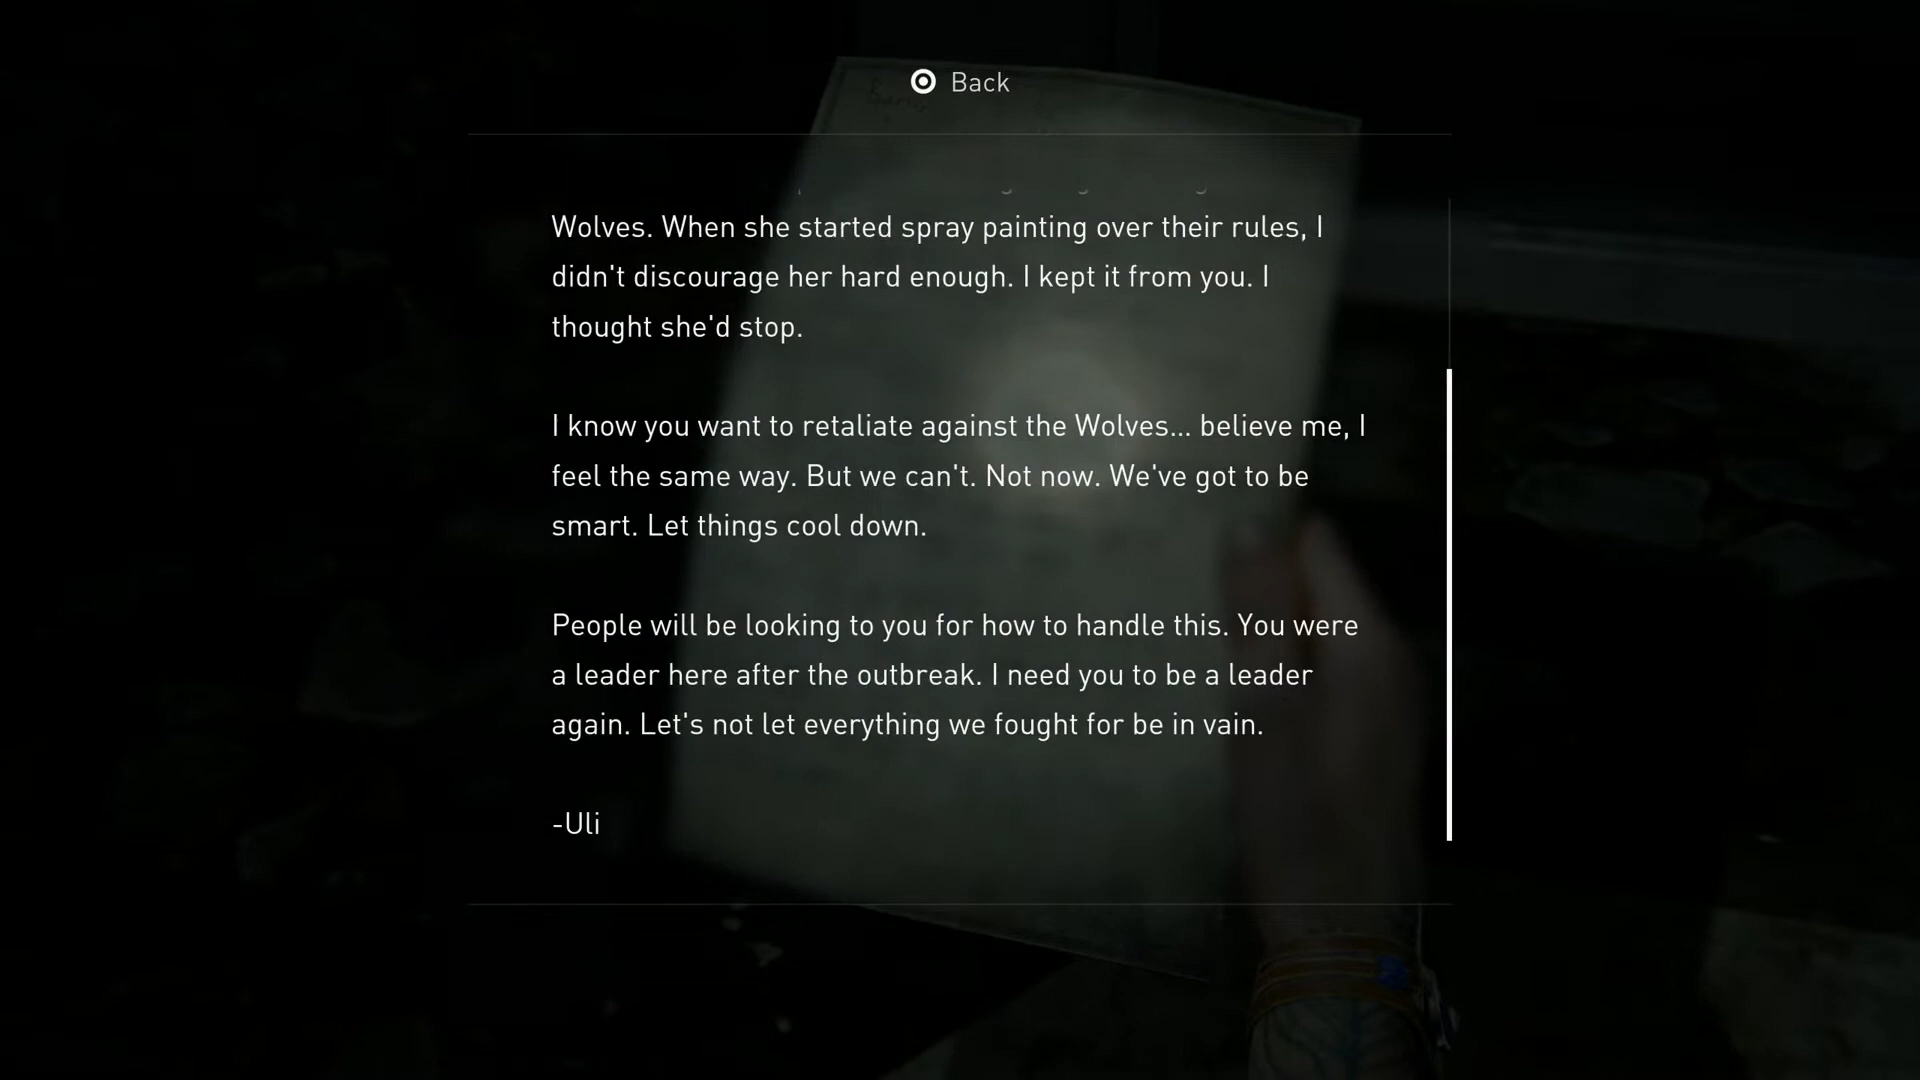 Back
Wolves. When she started spray painting over their rules, I
didn't discourage her hard enough. I kept it from you. I
thought she'd stop.
I know you want to retaliate against the Wolves... believe me, I
feel the same way. But we can't. Not now. We've got to be
smart. Let things cool down.
People will be looking to you for how to handle this. You were
a leader here after the outbreak. I need you to be a leader
again. Let's not let everything we fought for be in vain.
-Uli